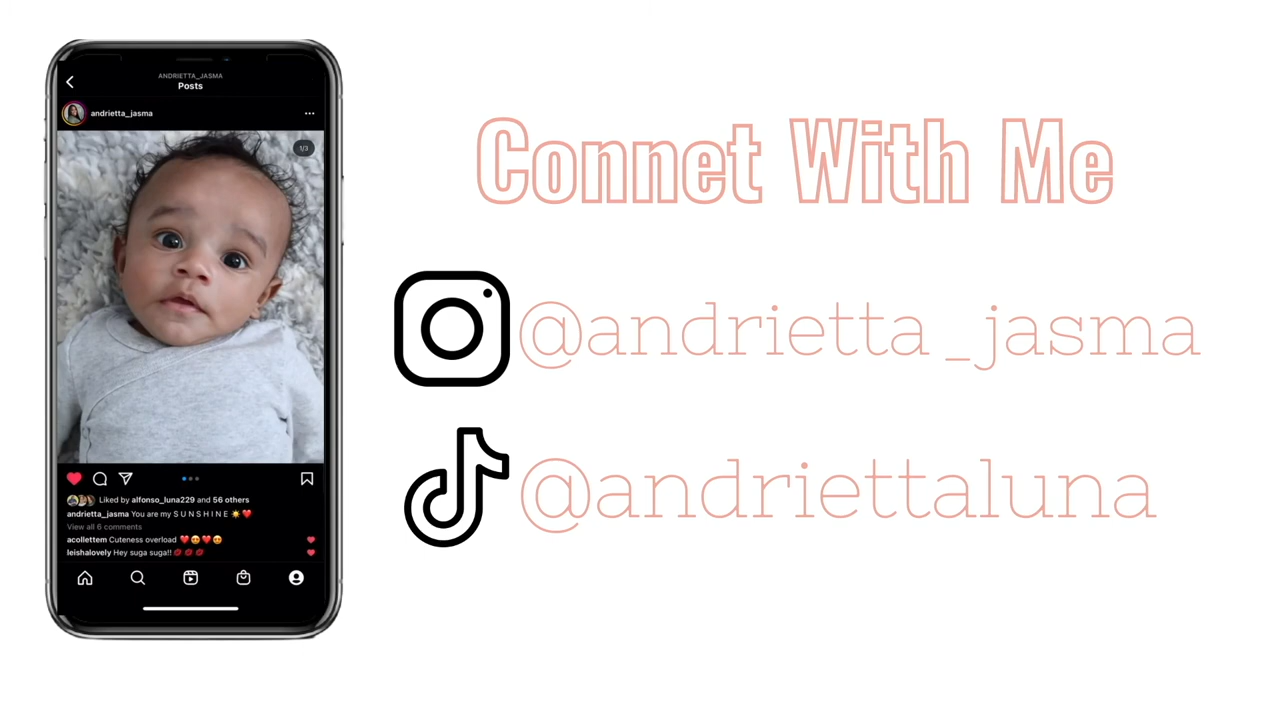 ANDRIETTA_JASMA
Posts
andrietta_jasma
1/3
Liked by alfonso_luna229 and 56 others
andrietta_jasma You are my S U N S H I N E ☀️❤️
View all 6 comments
acollettem Cuteness overload ❤️😍❤️😍
leishalovely Hey suga suga!! 💋💋💋
Connet With Me
@andrietta_jasma
@andriettaluna